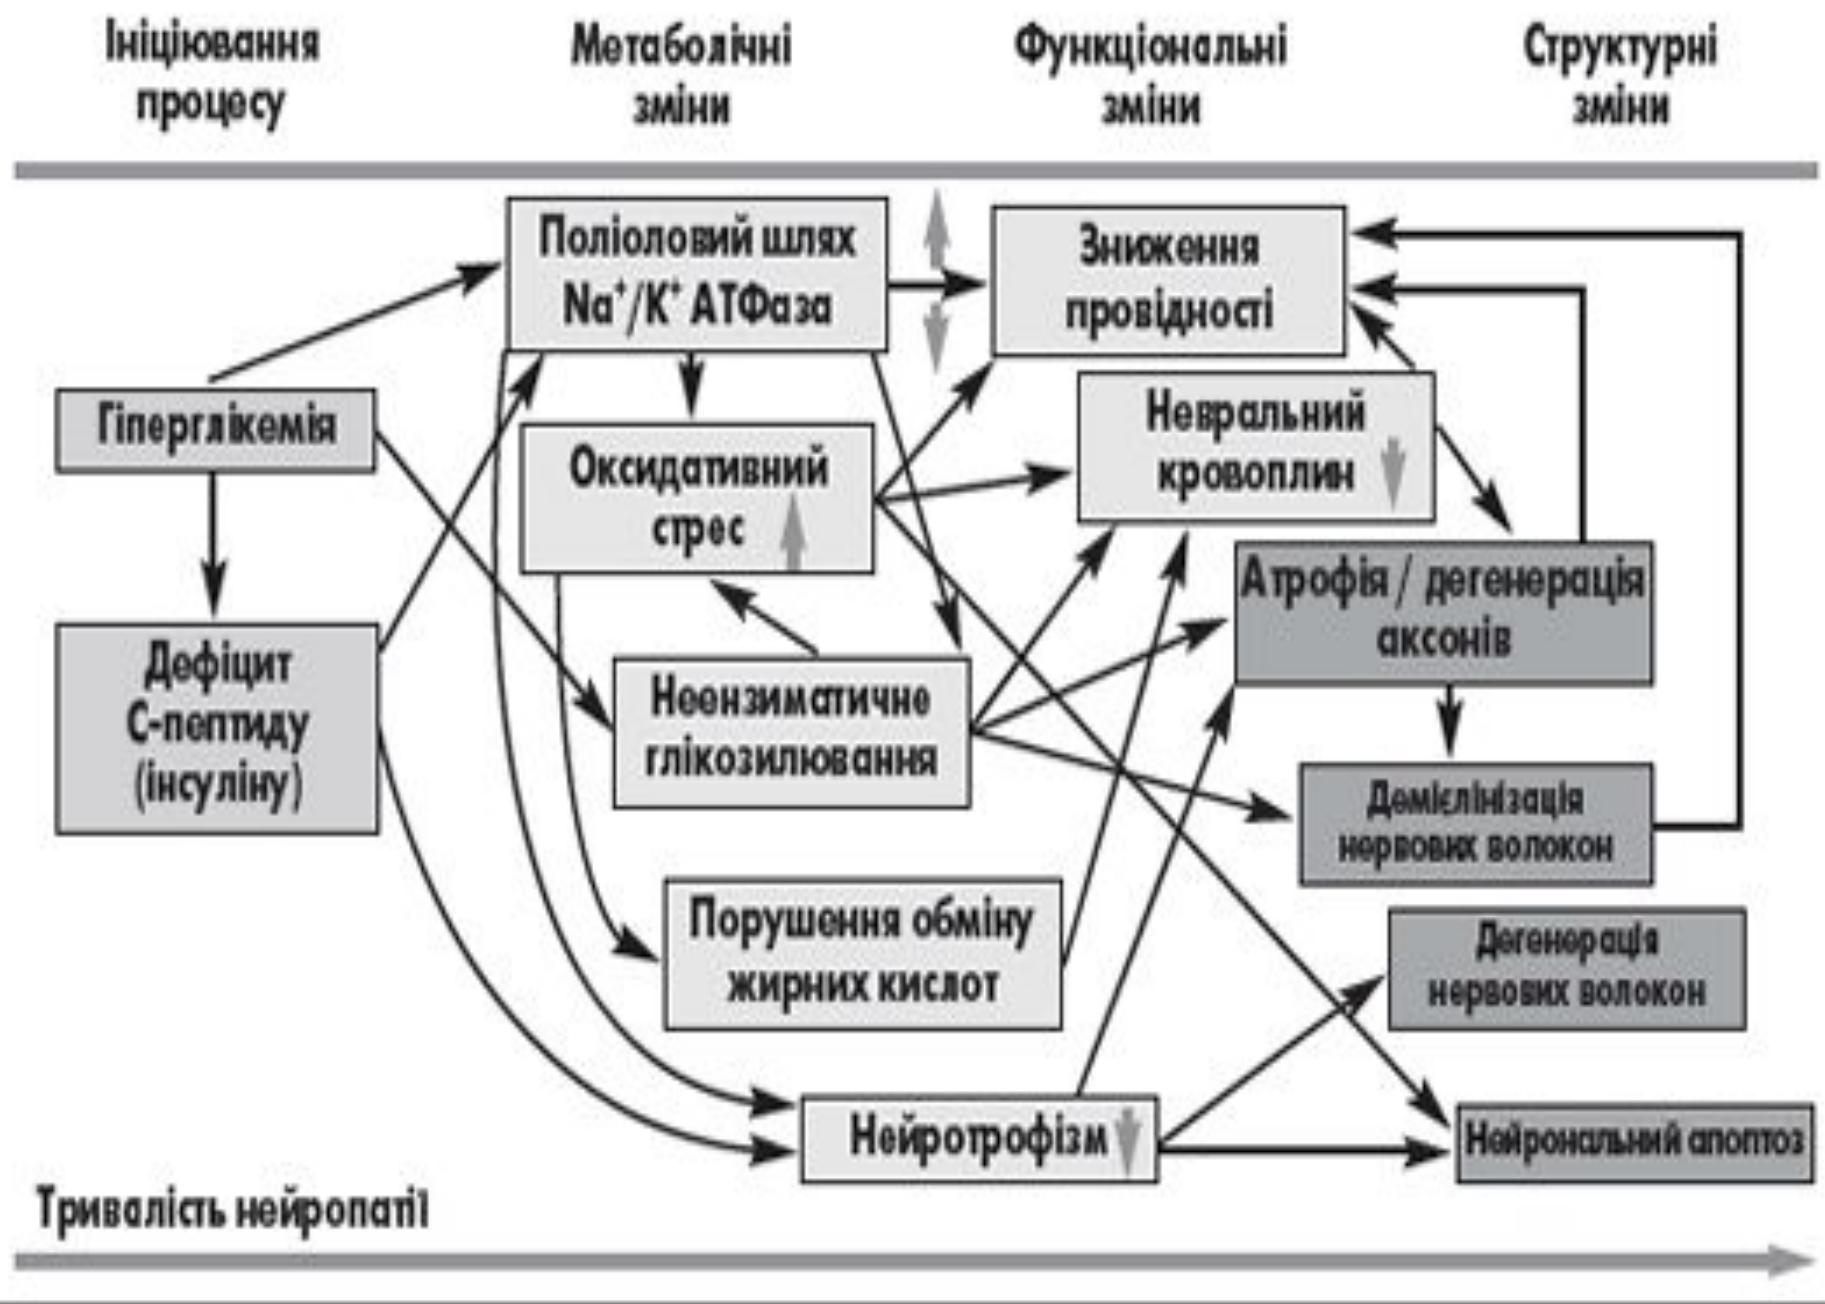 Ініціювання
процесу
Метаболічні
зміни
Функціональні
зміни
Структурні
зміни
Поліоловий шлях
Na⁺/K⁺ АТФаза
Зниження
провідності
Гіперглікемія
Невральний
кровоплин
Оксидативний
стрес
Атрофія / дегенерація
аксонів
Дефіцит
С-пептиду
(інсуліну)
Неензиматичне
глікозилювання
Демієлінізація
нервових волокон
Порушення обміну
жирних кислот
Дегенерація
нервових волокон
Нейротрофізм
Нейрональний апоптоз
Тривалість нейропатії